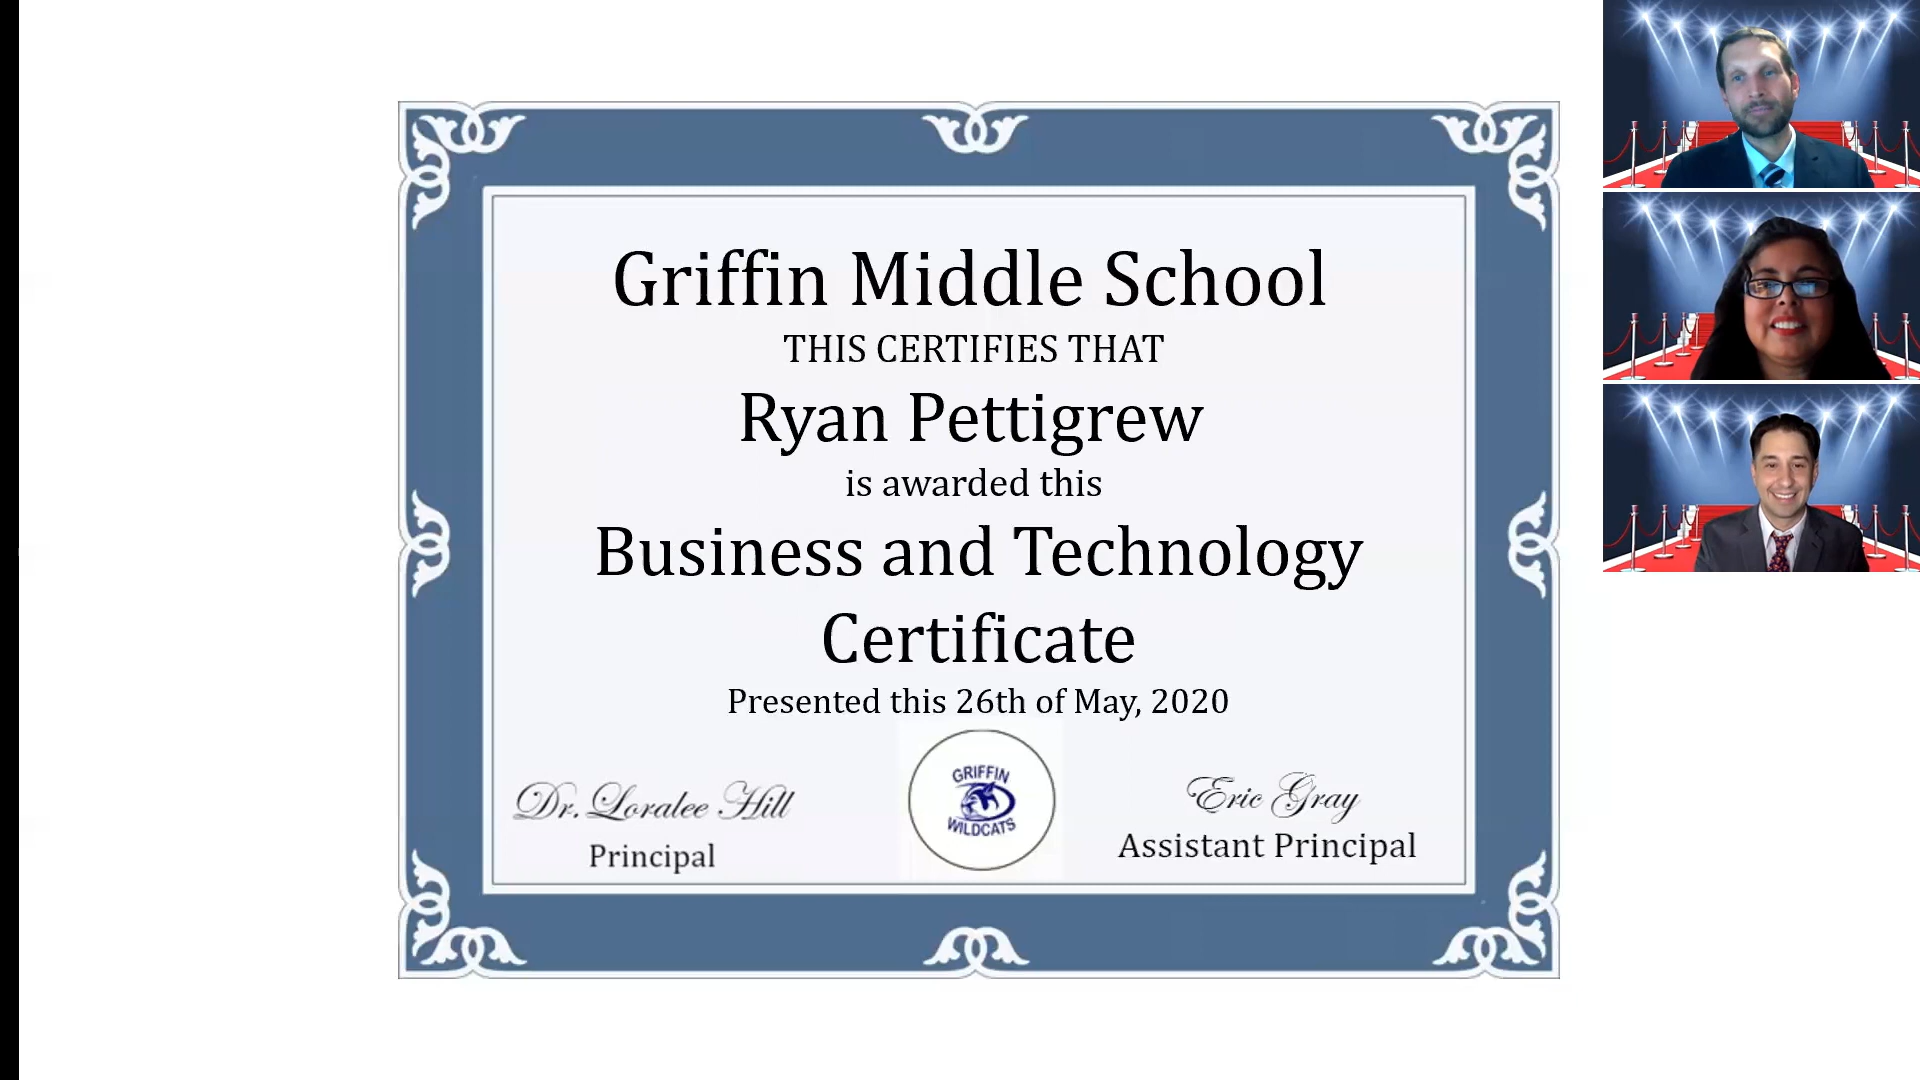 Griffin Middle School
THIS CERTIFIES THAT
Ryan Pettigrew
is awarded this
Business and Technology
Certificate
Presented this 26th of May, 2020
Dr. Loralee Hill
Principal
GRIFFIN
WILDCATS
Eric Gray
Assistant Principal